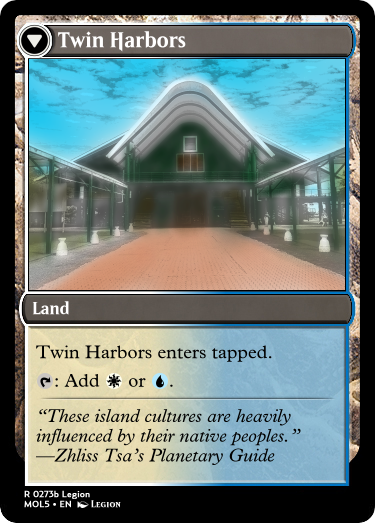 Twin Harbors
Land
Twin Harbors enters tapped.
: Add or .
“These island cultures are heavily
influenced by their native peoples.”
—Zhliss Tsa's Planetary Guide
R 0273b Legion
MOL5 • EN Legion